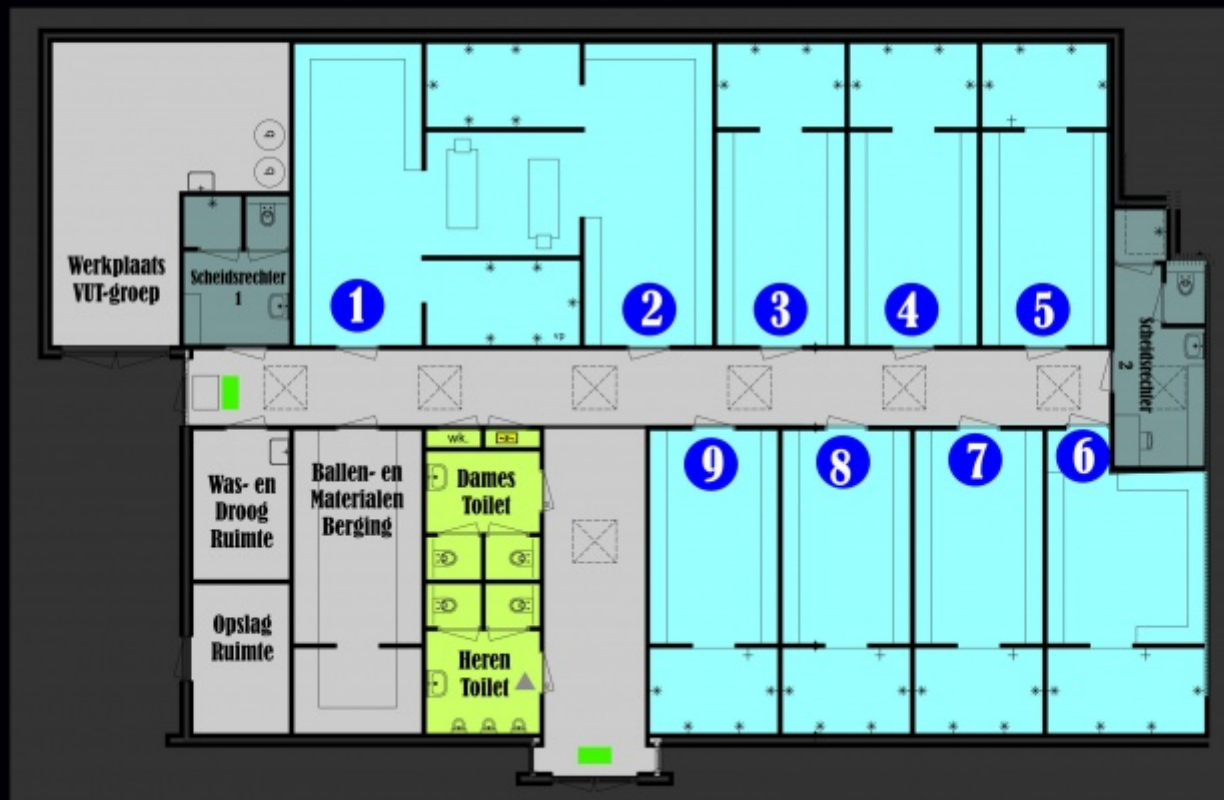 Werkplaats
VUT-groep
Scheidsrechter
1
1
2
3
4
5
Scheidsrechter
2
Was- en
Droog
Ruimte
Ballen- en
Materialen
Berging
wk.
Dames
Toilet
9
8
7
6
Opslag
Ruimte
Heren
Toilet